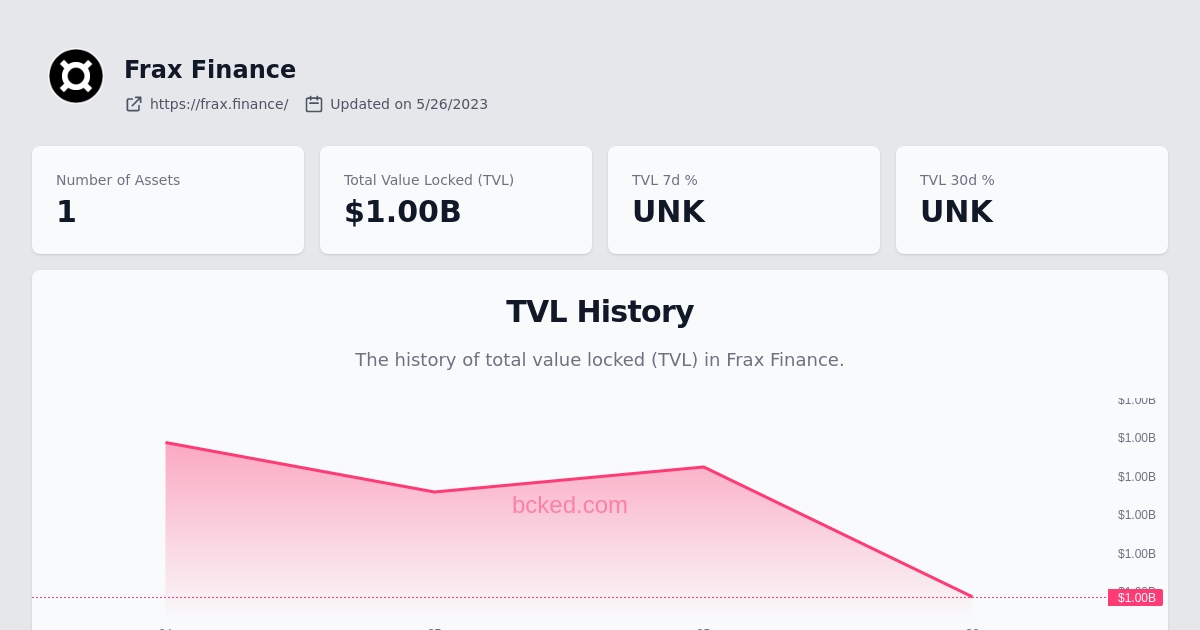 Frax Finance
https://frax.finance/ Updated on 5/26/2023
Number of Assets
1
Total Value Locked (TVL)
$1.00B
TVL 7d %
UNK
TVL 30d %
UNK
TVL History
The history of total value locked (TVL) in Frax Finance.
$1.00B
$1.00B
$1.00B
bcked.com
$1.00B
$1.00B
$1.00B